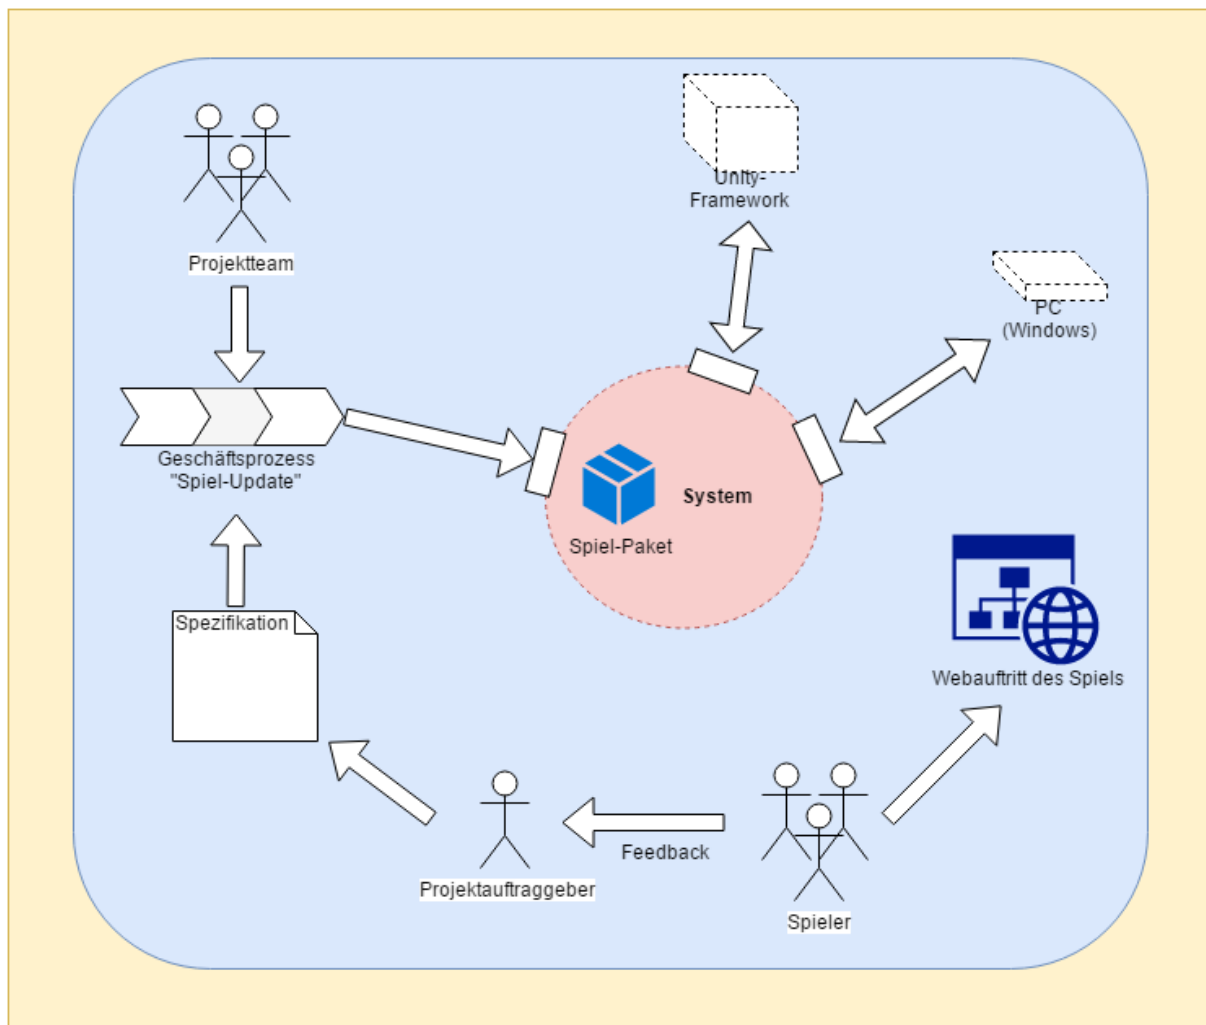 Unity-
Framework
Projektteam
PC
(Windows)
Geschäftsprozess
"Spiel-Update"
System
Spiel-Paket
Spezifikation
Webauftritt des Spiels
Feedback
Projektauftraggeber
Spieler